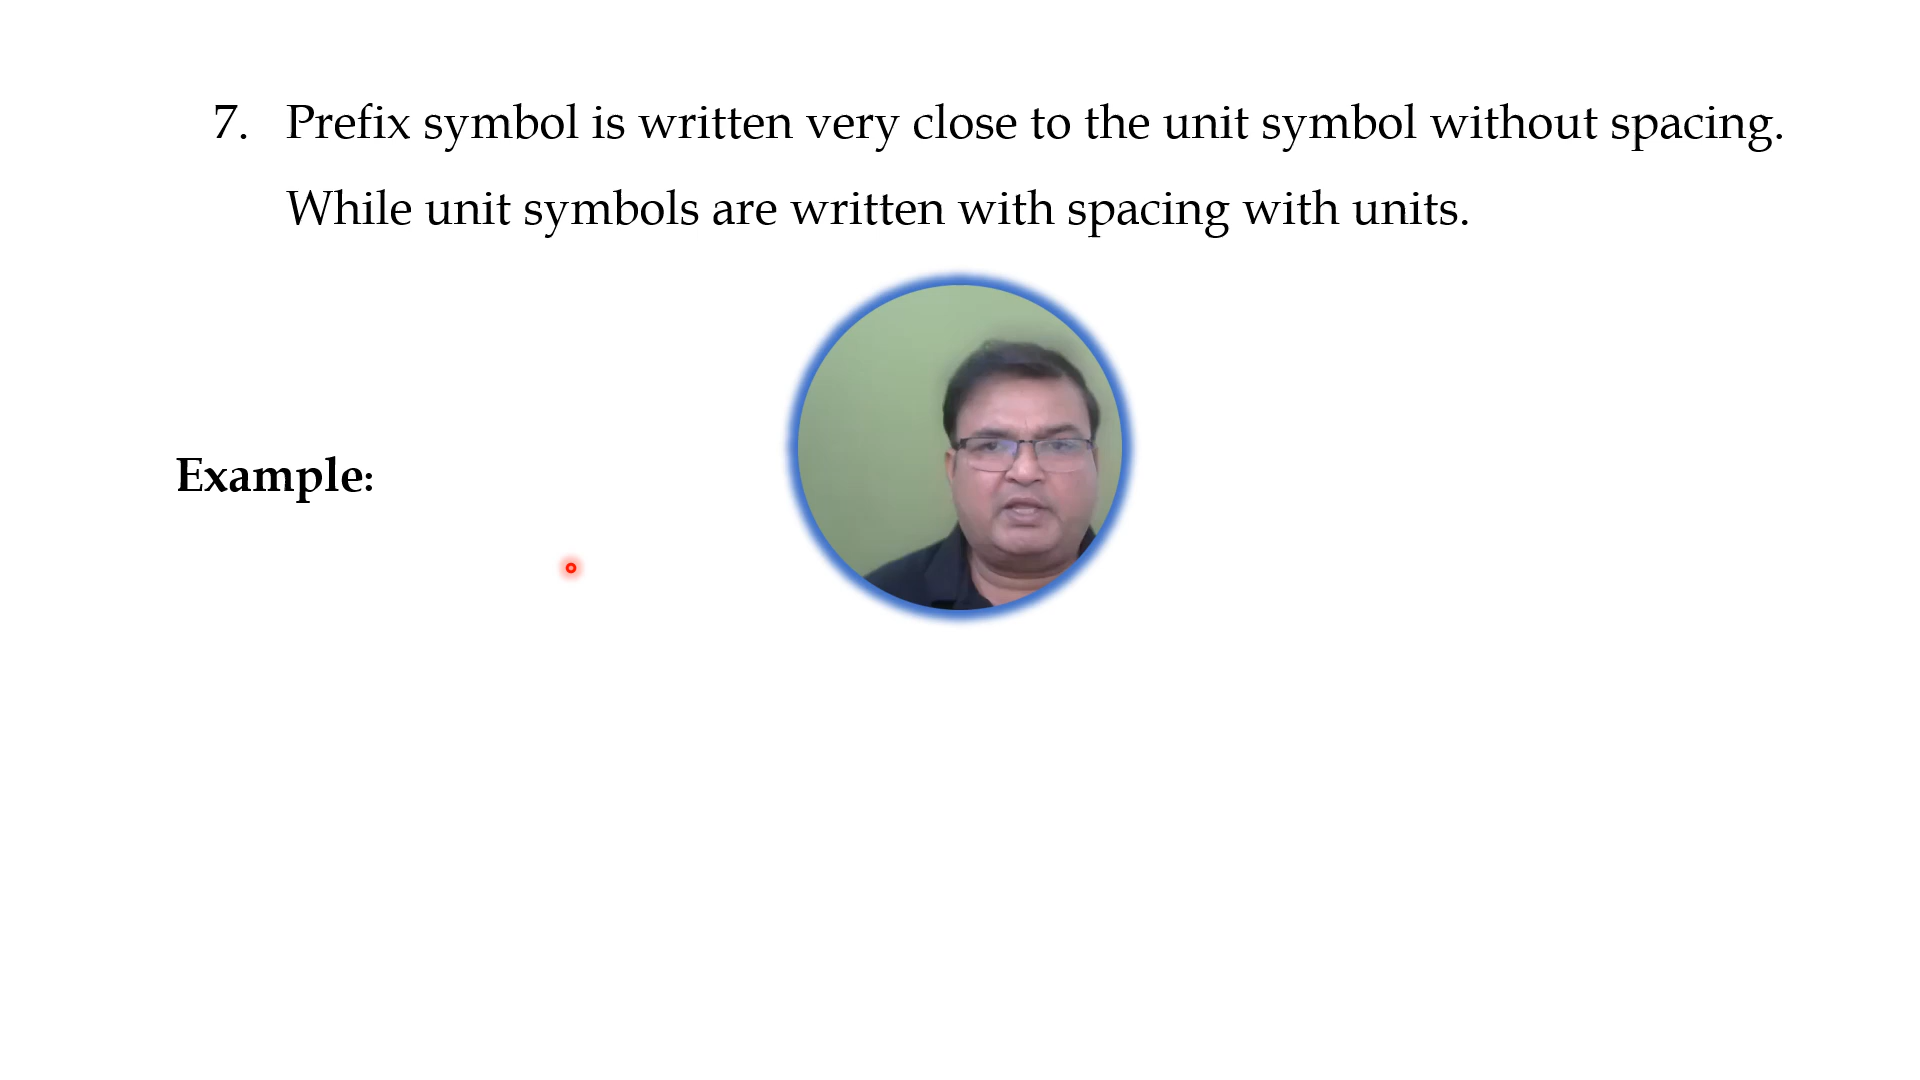 7. Prefix symbol is written very close to the unit symbol without spacing.
While unit symbols are written with spacing with units.
Example: